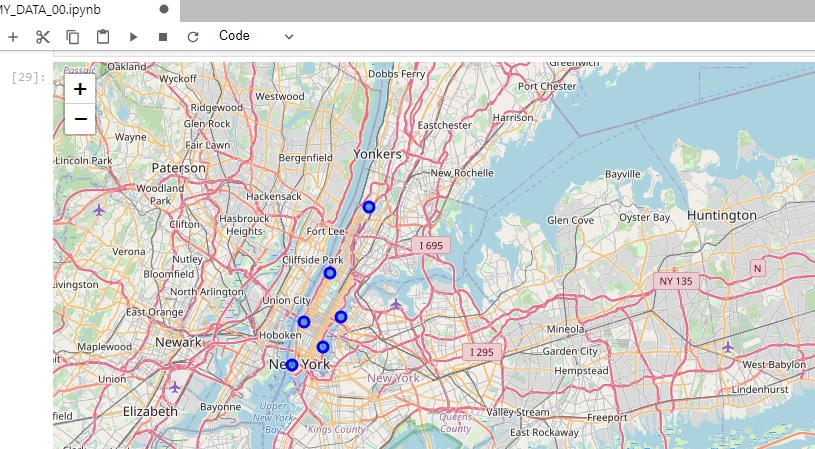 MY_DATA_00.ipynb
Code
[29]:
+
−
Passaic
Oakland
Wyckoff
Ridgewood
Glen Rock
Fair Lawn
Westwood
Wayne
Lincoln Park
Paterson
Bergenfield
Woodland
Park
Hackensack
Clifton
Hasbrouck
Heights
Fort Lee
Verona
Nutley
Cliffside Park
Bloomfield
Livingston
North Arlington
Union City
East Orange
Hoboken
Maplewood
Newark
New York
Union
Elizabeth
Bayonne
Upper
New York
Bay
Kings County
field
Dobbs Ferry
Greenwich
Port Chester
Harrison
Eastchester
Yonkers
New Rochelle
I 695
I 295
New York
Queens
County
Valley Stream
East Rockaway
Freeport
Bayville
Glen Cove
Oyster Bay
Huntington
NY 135
N
Mineola
Garden City
Hempstead
West Babylon
Lindenhurst